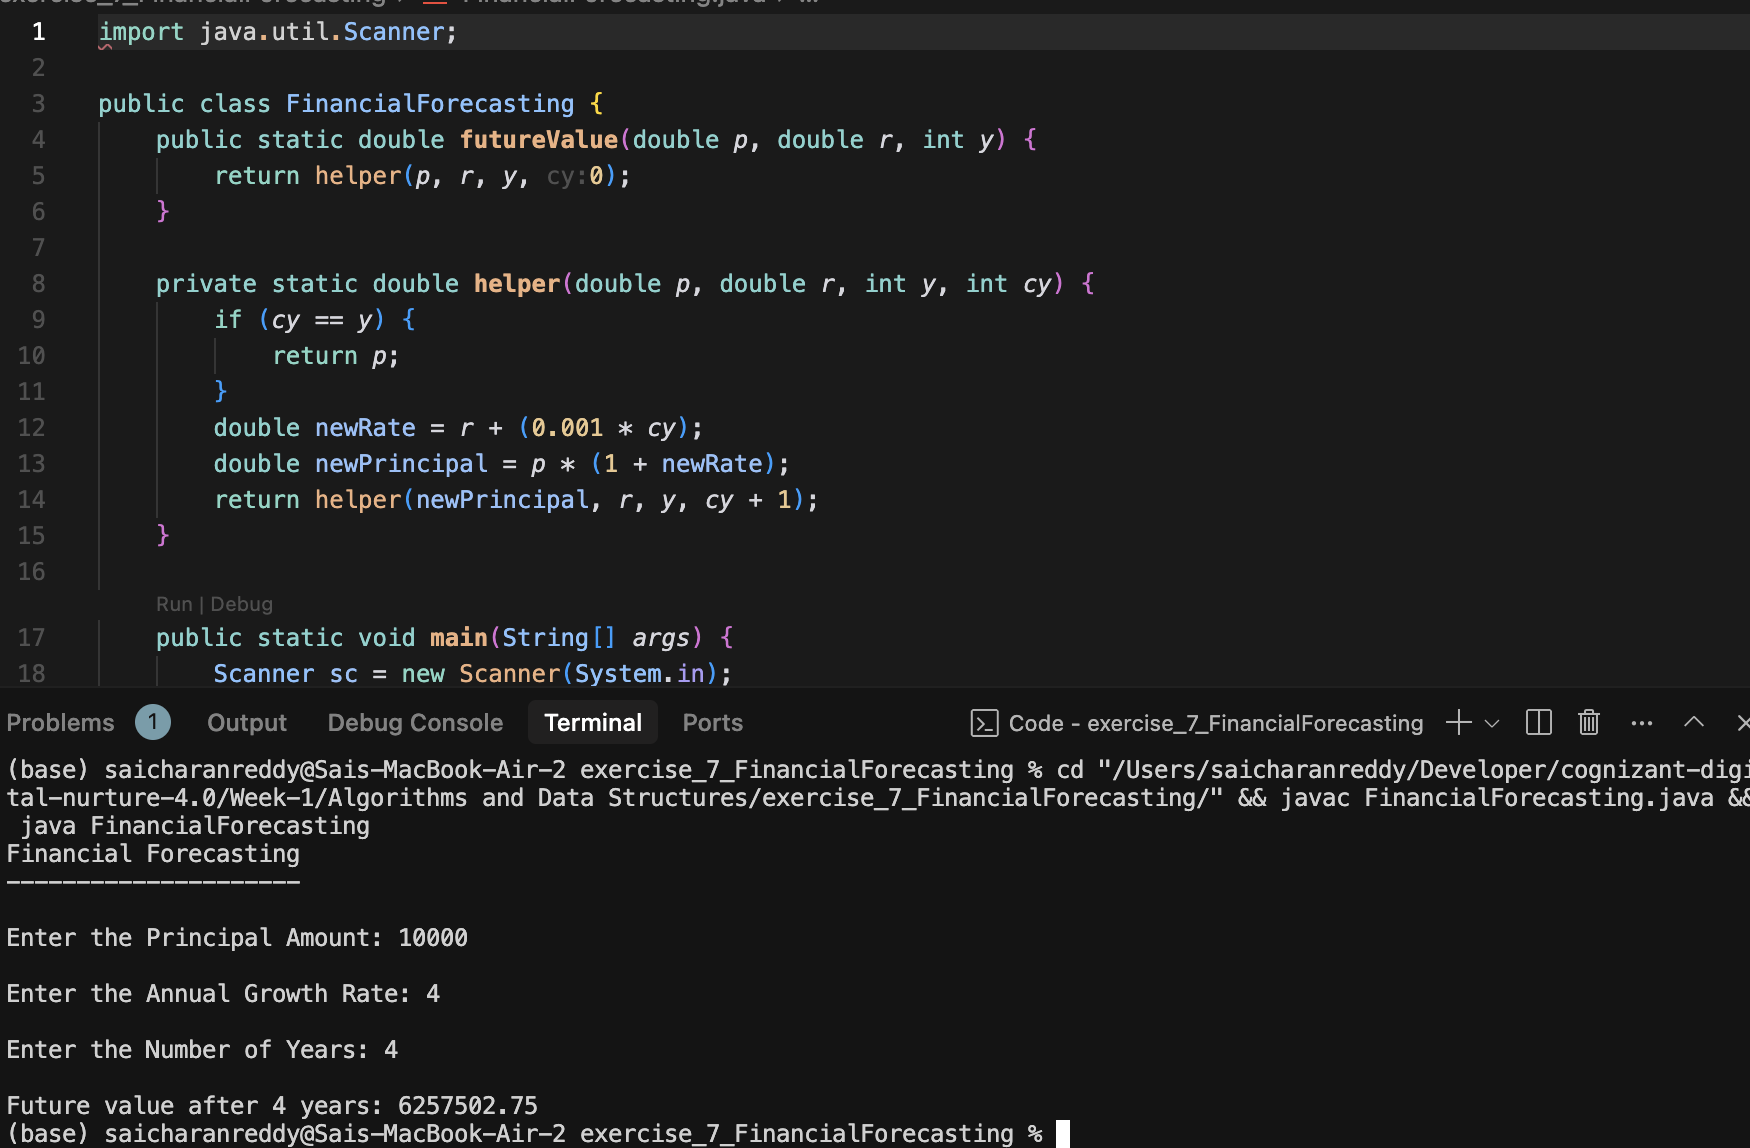 1 import java.util.Scanner;
2
3 public class FinancialForecasting {
4 public static double futureValue(double p, double r, int y) {
5 return helper(p, r, y, cy:0);
6 }
7
8 private static double helper(double p, double r, int y, int cy) {
9 if (cy == y) {
10 return p;
11 }
12 double newRate = r + (0.001 * cy);
13 double newPrincipal = p * (1 + newRate);
14 return helper(newPrincipal, r, y, cy + 1);
15 }
16
Run | Debug
17 public static void main(String[] args) {
18 Scanner sc = new Scanner(System.in);
Problems 1 Output Debug Console Terminal Ports Code - exercise_7_FinancialForecasting
(base) saicharanreddy@Sais-MacBook-Air-2 exercise_7_FinancialForecasting % cd "/Users/saicharanreddy/Developer/cognizant-digi
tal-nurture-4.0/Week-1/Algorithms and Data Structures/exercise_7_FinancialForecasting/" && javac FinancialForecasting.java &&
java FinancialForecasting
Financial Forecasting
---------------------
Enter the Principal Amount: 10000
Enter the Annual Growth Rate: 4
Enter the Number of Years: 4
Future value after 4 years: 6257502.75
(base) saicharanreddy@Sais-MacBook-Air-2 exercise_7_FinancialForecasting %